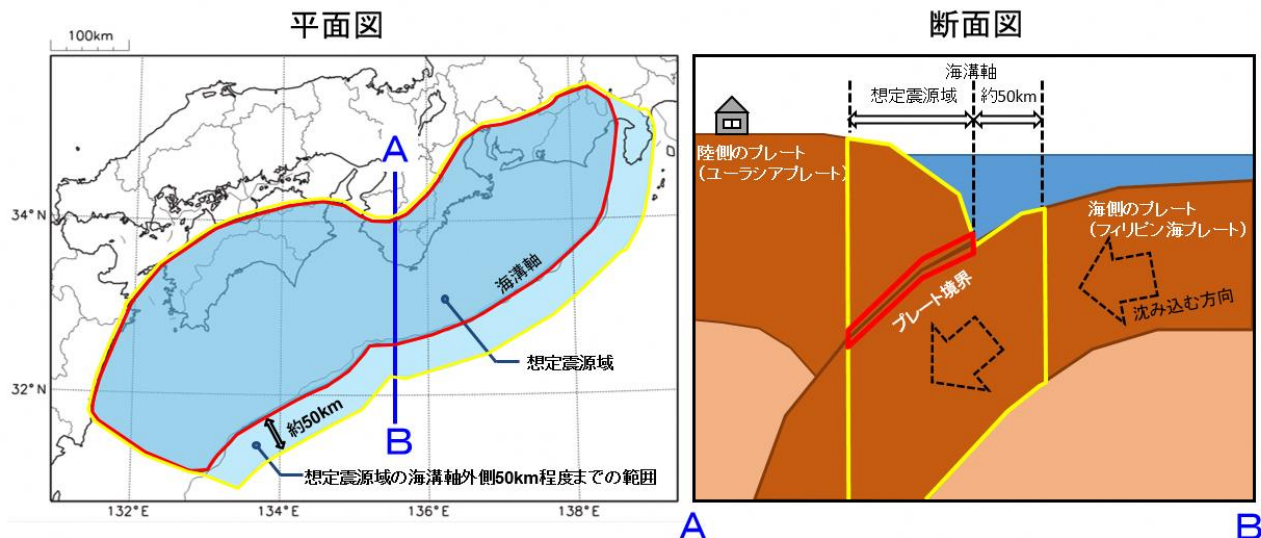 平面図
100km
A
34°N
海溝軸
想定震源域
32°N
約50km
B
想定震源域の海溝軸外側50km程度までの範囲
132°E
134°E
136°E
138°E
断面図
海溝軸
想定震源域
約50km
陸側のプレート
(ユーラシアプレート)
海側のプレート
(フィリピン海プレート)
プレート境界
沈み込む方向
A
B